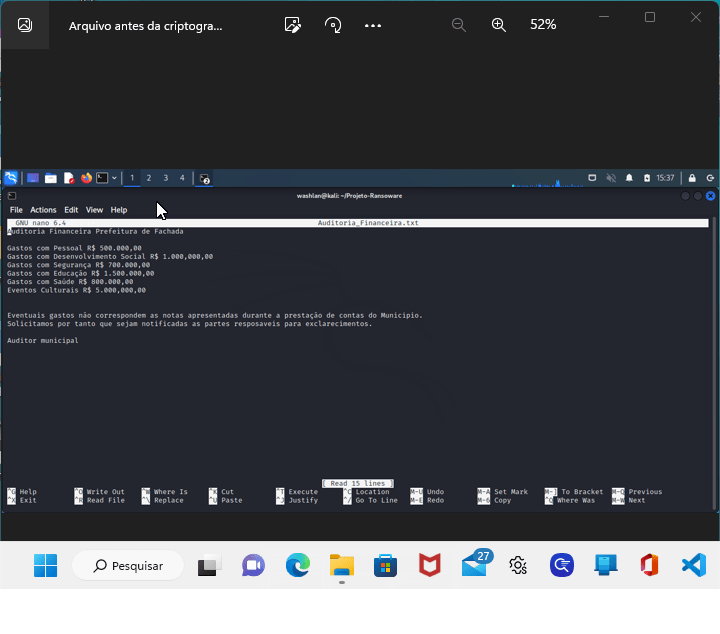 Arquivo antes da criptogra...
52%
1 2 3 4
15:37
washlan@kali: ~/Projeto-Ransoware
File Actions Edit View Help
GNU nano 6.4 Auditoria_Financeira.txt
Auditoria Financeira Prefeitura de Fachada
Gastos com Pessoal R$ 500.000,00
Gastos com Desenvolvimento Social R$ 1.000,000,00
Gastos com Segurança R$ 700.000,00
Gastos com Educação R$ 1.500.000,00
Gastos com Saúde R$ 800.000,00
Eventos Culturais R$ 5.000,000,00
Eventuais gastos não correspondem as notas apresentadas durante a prestação de contas do Municipio.
Solicitamos por tanto que sejam notificadas as partes resposaveis para exclarecimentos.
Auditor municipal
[ Read 15 lines ]
^G Help ^O Write Out ^W Where Is ^K Cut ^T Execute ^C Location M-U Undo M-A Set Mark M-] To Bracket M-Q Previous
^X Exit ^R Read File ^\ Replace ^U Paste ^J Justify ^/ Go To Line M-E Redo M-6 Copy ^Q Where Was M-W Next
Pesquisar
27